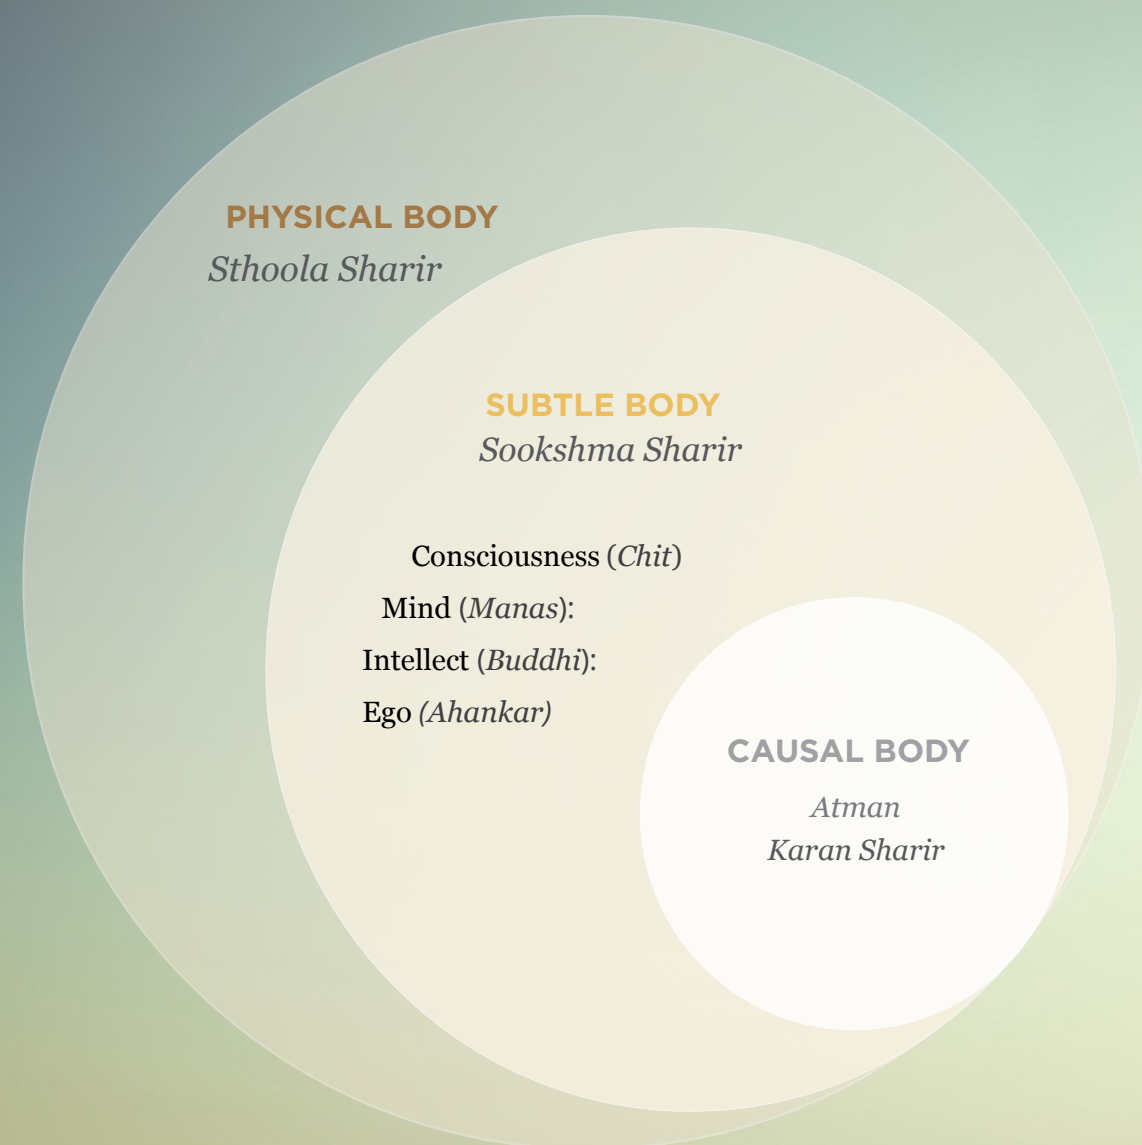 PHYSICAL BODY
Sthoola Sharir
SUBTLE BODY
Sookshma Sharir
Consciousness (Chit)
Mind (Manas):
Intellect (Buddhi):
Ego (Ahankar)
CAUSAL BODY
Atman
Karan Sharir